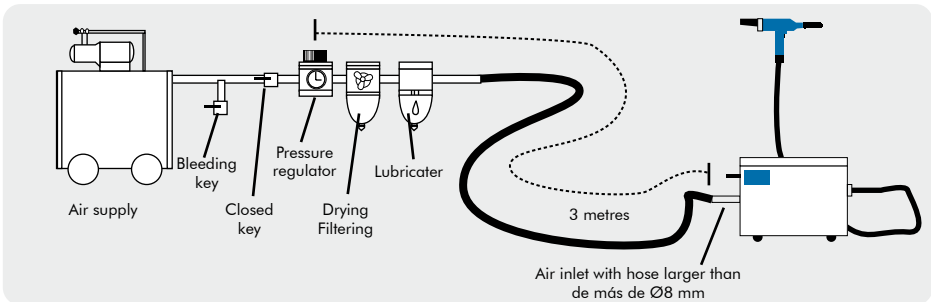 Bleeding
key
Pressure
regulator
Lubricater
Air supply
Closed
key
Drying
Filtering
3 metres
Air inlet with hose larger than
de más de Ø8 mm